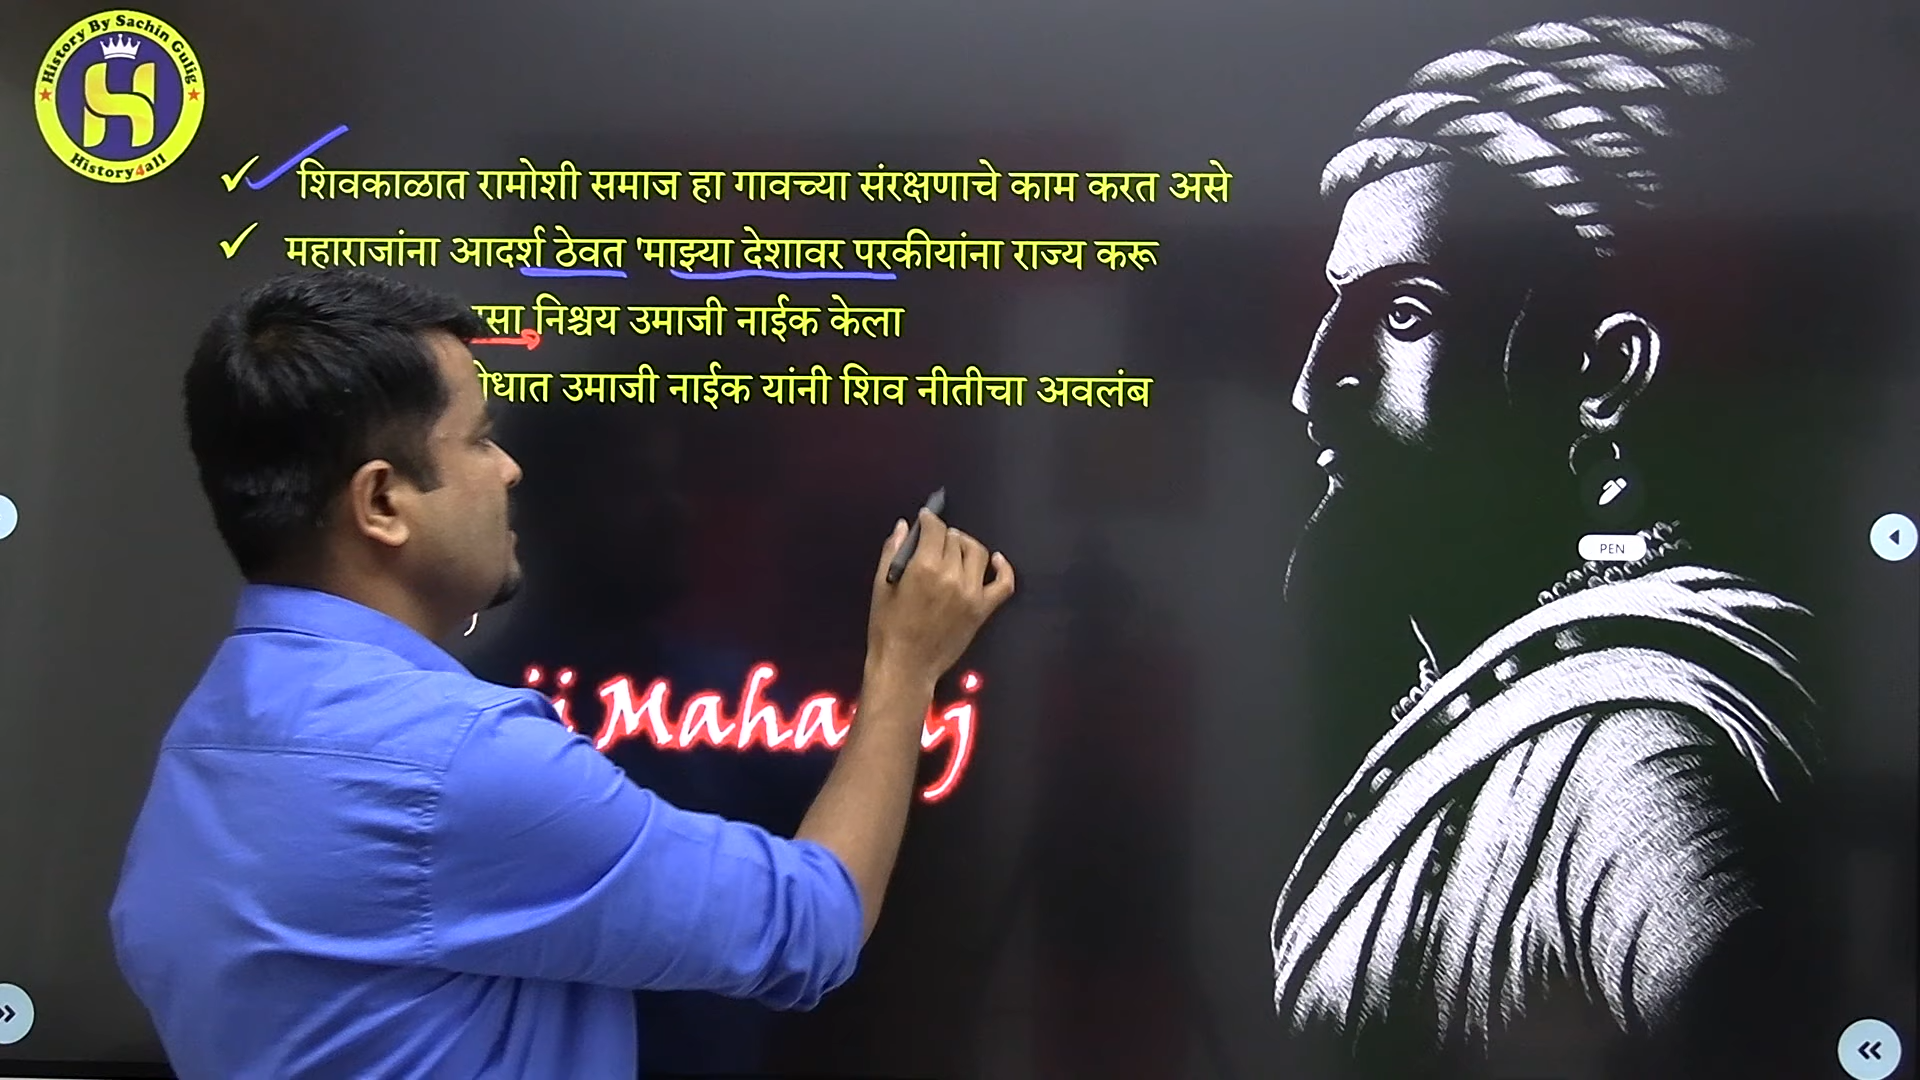 History By Sachin Gulig
History4all
शिवकाळात रामोशी समाज हा गावच्या संरक्षणाचे काम करत असे
महाराजांना आदर्श ठेवत 'माझ्या देशावर परकीयांना राज्य करू
निश्चय उमाजी नाईक केला
उमाजी नाईक यांनी शिव नीतीचा अवलंब
PEN
Maharaj